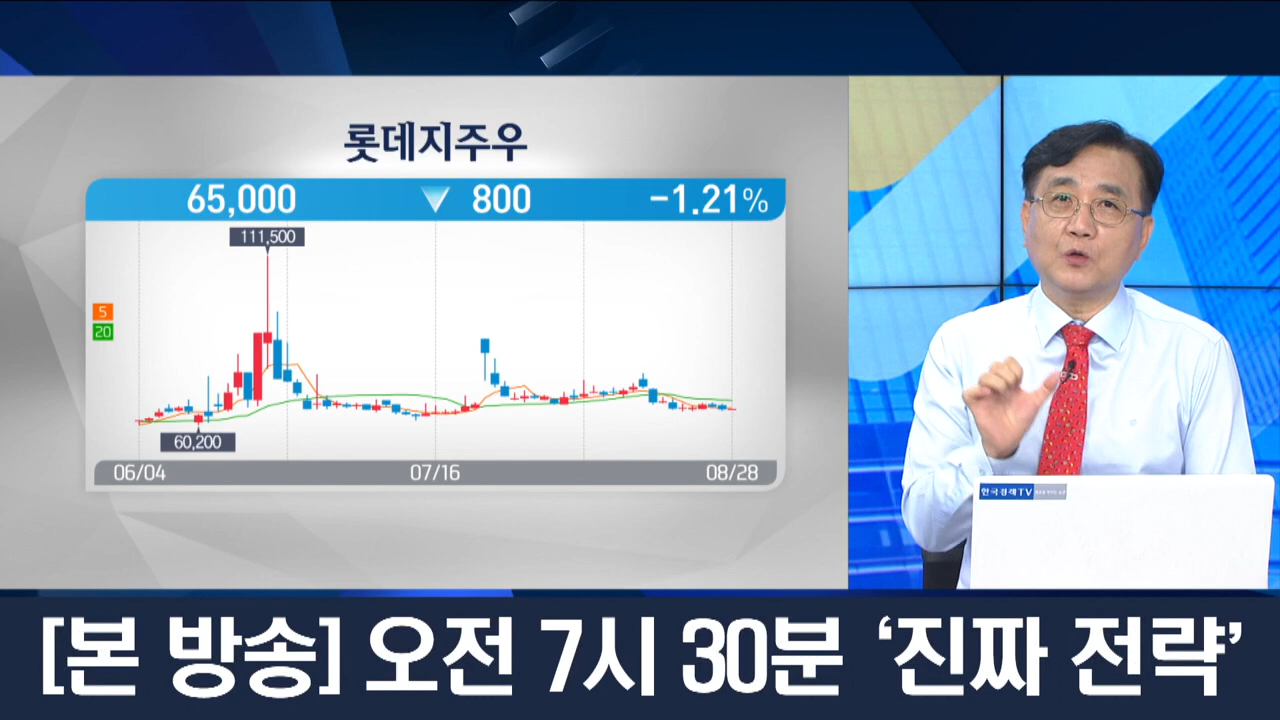 롯데지주우
65,000 ▼ 800 -1.21%
111,500
5
20
60,200
06/04 07/16 08/28
한국경제TV
[본 방송] 오전 7시 30분 ‘진짜 전략’